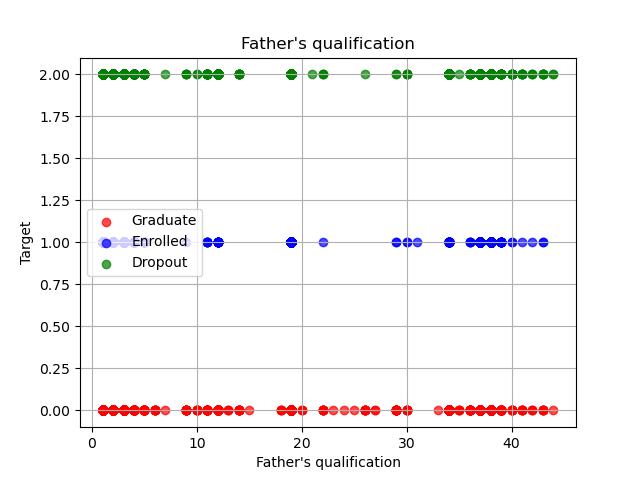 Father's qualification
2.00
1.75
1.50
1.25
1.00
0.75
0.50
0.25
0.00
Target
Graduate
Enrolled
Dropout
0 10 20 30 40
Father's qualification